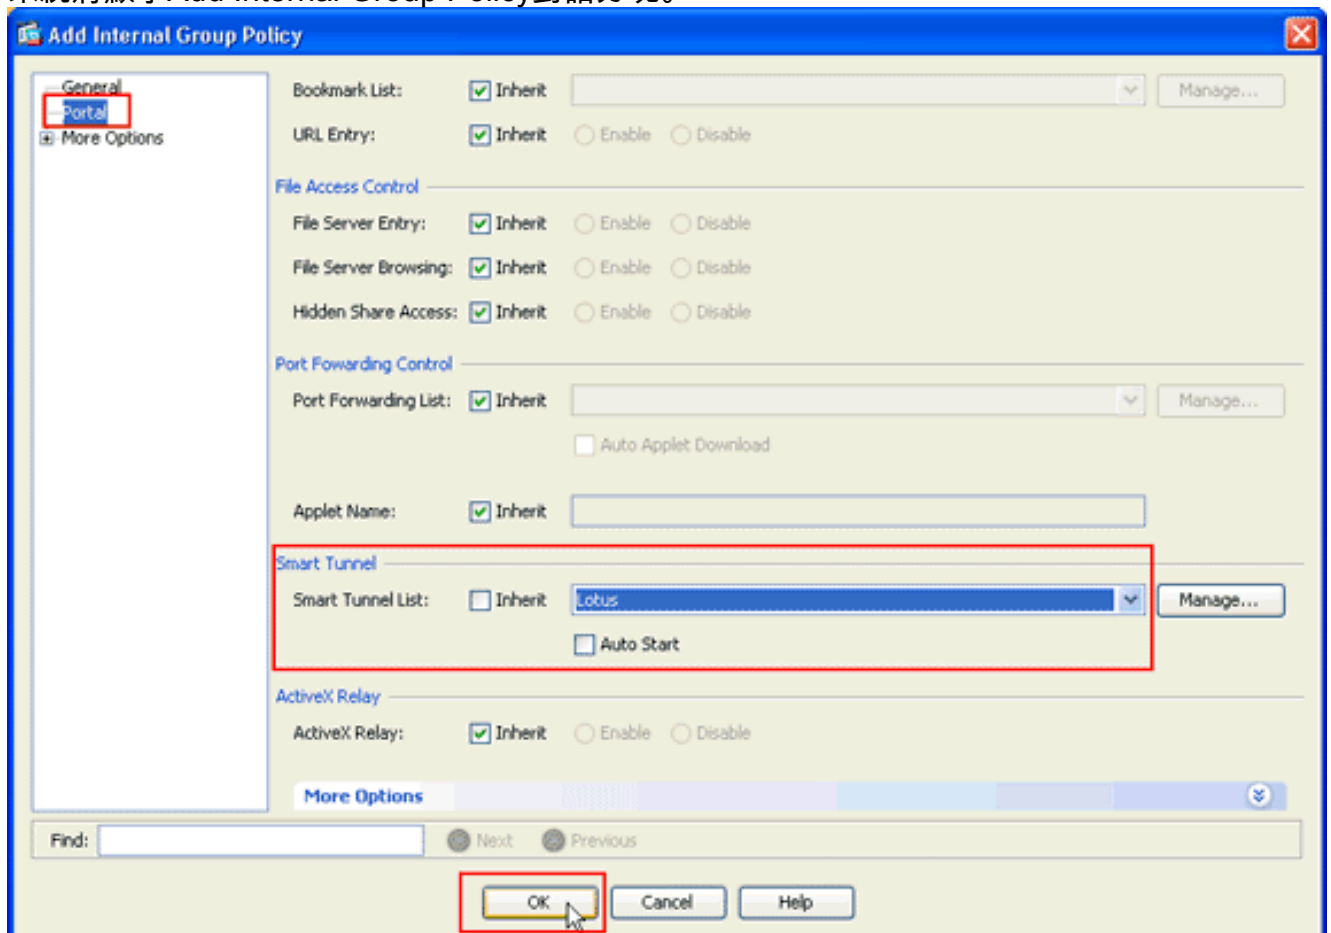 Add Internal Group Policy
Add Internal Group Policy
General
Portal
More Options
Bookmark List: Inherit Manage...
URL Entry: Inherit Enable Disable
File Access Control
File Server Entry: Inherit Enable Disable
File Server Browsing: Inherit Enable Disable
Hidden Share Access: Inherit Enable Disable
Port Fowarding Control
Port Forwarding List: Inherit Manage...
Auto Applet Download
Applet Name: Inherit
Smart Tunnel
Smart Tunnel List: Inherit Lotus Manage...
Auto Start
ActiveX Relay
ActiveX Relay: Inherit Enable Disable
More Options
Find: Next Previous
OK Cancel Help